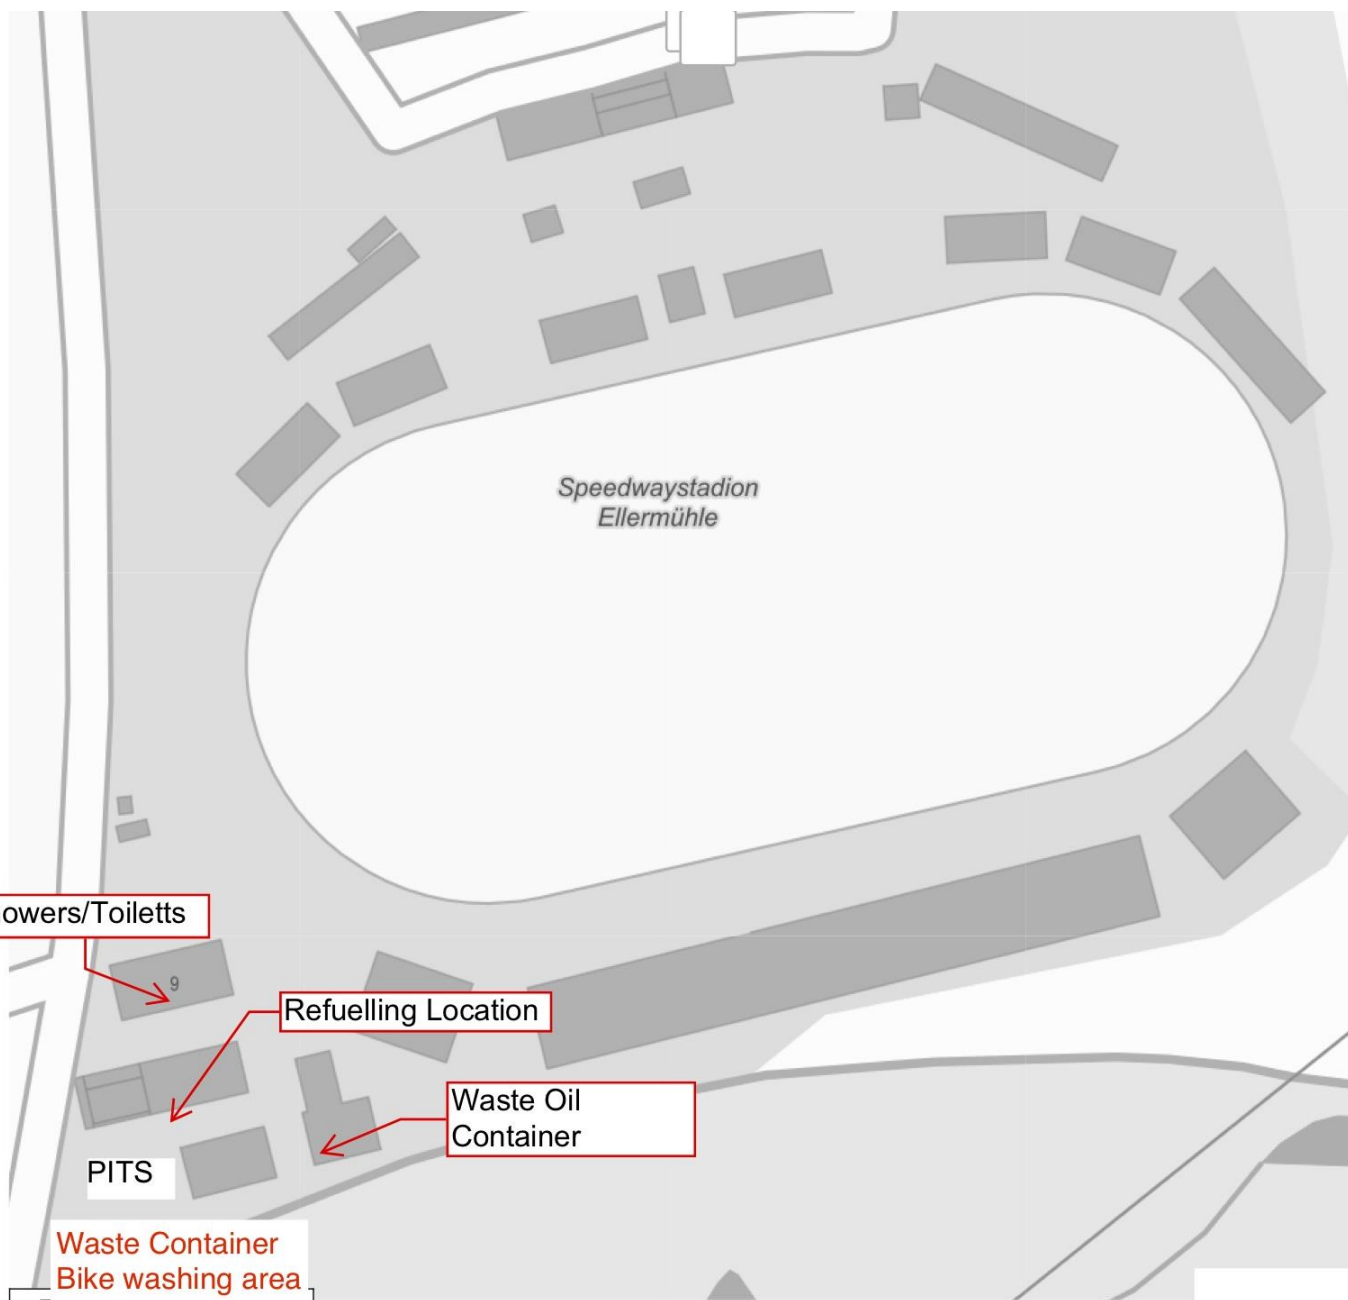 Speedwaystadion
Ellermühle
owers/Toiletts
9
Refuelling Location
Waste Oil
Container
PITS
Waste Container
Bike washing area